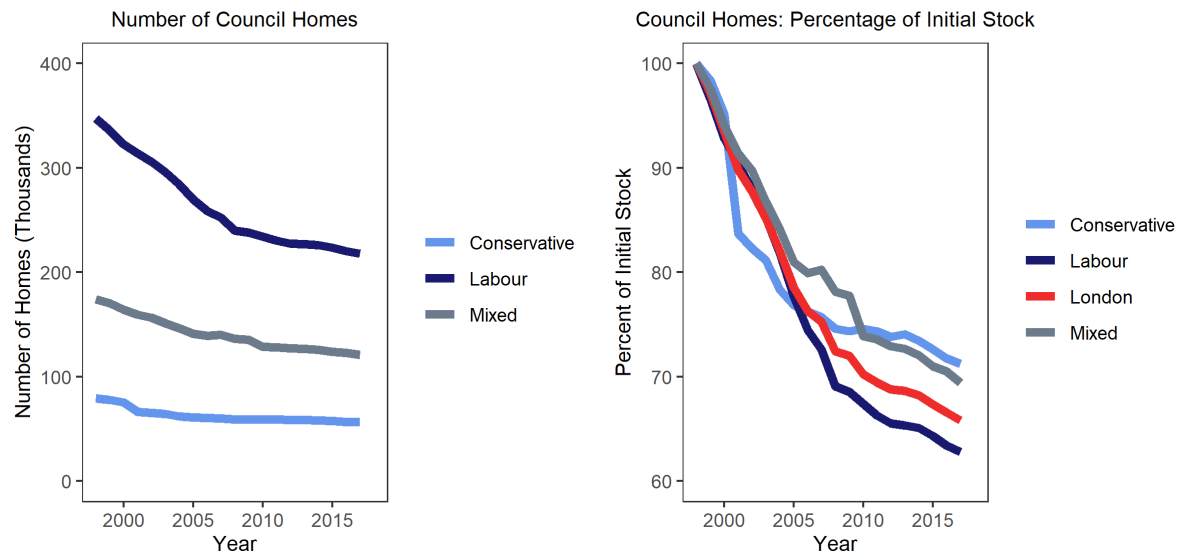 Number of Council Homes
Number of Homes (Thousands)
400
300
200
100
0
2000 2005 2010 2015
Year
Conservative
Labour
Mixed
Council Homes: Percentage of Initial Stock
Percent of Initial Stock
100
90
80
70
60
2000 2005 2010 2015
Year
Conservative
Labour
London
Mixed